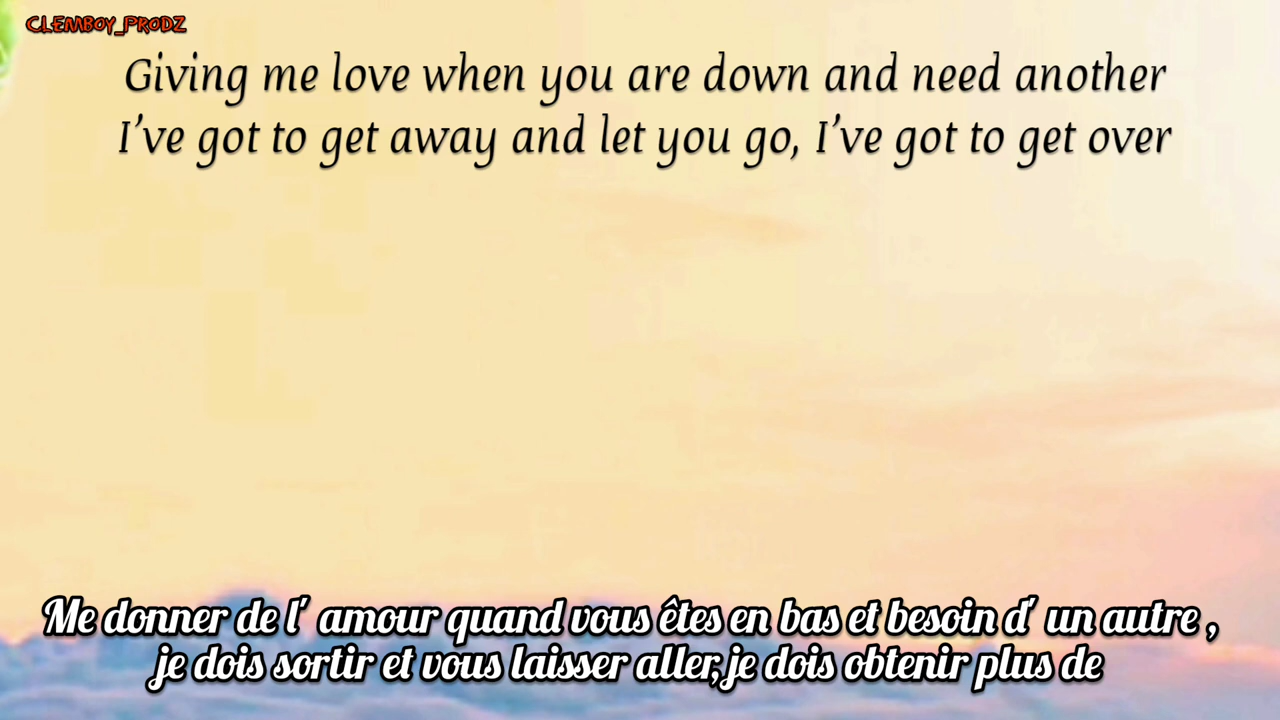 CLEMBOY_PRODZ
Giving me love when you are down and need another
I’ve got to get away and let you go, I’ve got to get over
Me donner de l' amour quand vous êtes en bas et besoin d' un autre ,
je dois sortir et vous laisser aller, je dois obtenir plus de